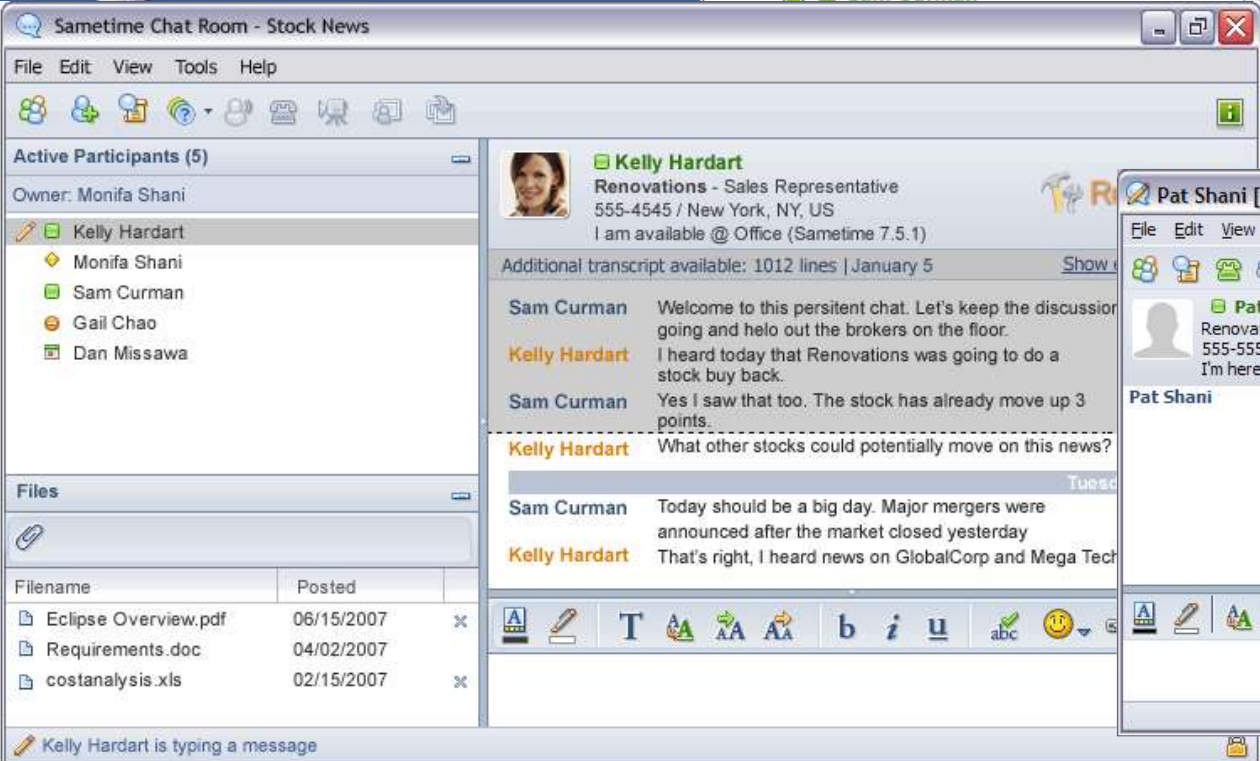 Sametime Chat Room - Stock News
File Edit View Tools Help
Active Participants (5)
Owner: Monifa Shani
Kelly Hardart
Monifa Shani
Sam Curman
Gail Chao
Dan Missawa
Files
Filename Posted
Eclipse Overview.pdf 06/15/2007
Requirements.doc 04/02/2007
costanalysis.xls 02/15/2007
Kelly Hardart is typing a message
Kelly Hardart
Renovations - Sales Representative
555-4545 / New York, NY, US
I am available @ Office (Sametime 7.5.1)
Additional transcript available: 1012 lines | January 5 Show
Sam Curman Welcome to this persitent chat. Let's keep the discussion
going and helo out the brokers on the floor.
Kelly Hardart I heard today that Renovations was going to do a
stock buy back.
Sam Curman Yes I saw that too. The stock has already move up 3
points.
Kelly Hardart What other stocks could potentially move on this news?
Tuesd
Sam Curman Today should be a big day. Major mergers were
announced after the market closed yesterday
Kelly Hardart That's right, I heard news on GlobalCorp and Mega Tech
T A A A A A A b i u abc
Pat Shani [
File Edit View
Pat
Renova
555-555
I'm here
Pat Shani
A A A